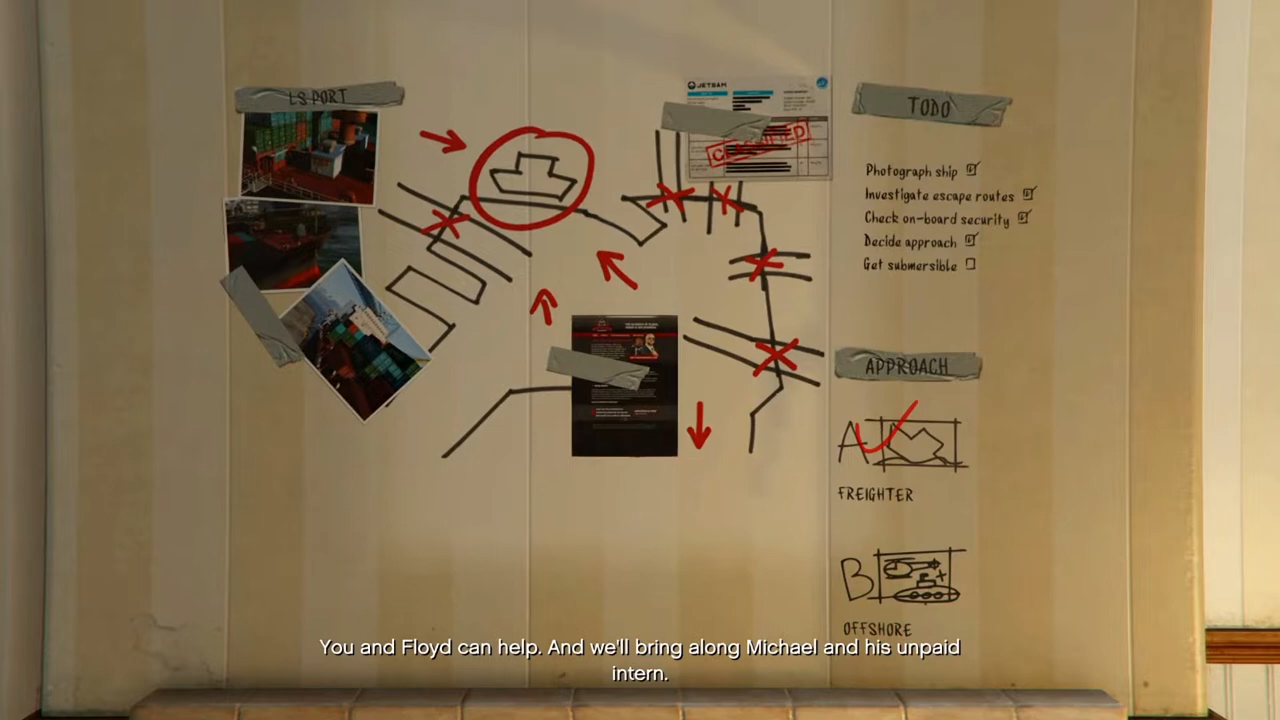 LS PORT
JETSAM
TODO
Photograph ship
Investigate escape routes
Check on-board security
Decide approach
Get submersible
APPROACH
A
FREIGHTER
B
OFFSHORE
You and Floyd can help. And we'll bring along Michael and his unpaid
intern.